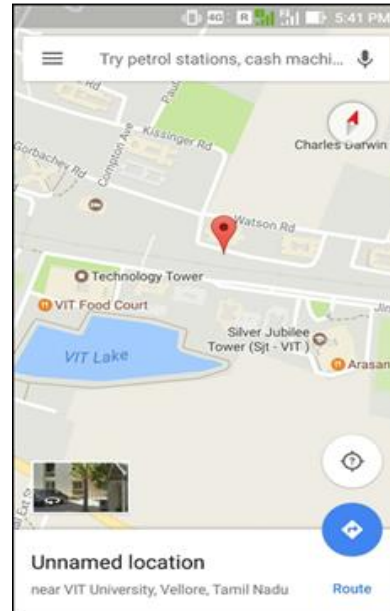 4G R 5:41 PM
Try petrol stations, cash machi...
Kissinger Rd
Compton Ave
Gorbachev Rd
Charles Darwin
Watson Rd
Technology Tower
VIT Food Court
VIT Lake
Silver Jubilee
Tower (Sjt - VIT )
Arasan
Unnamed location
near VIT University, Vellore, Tamil Nadu
Route